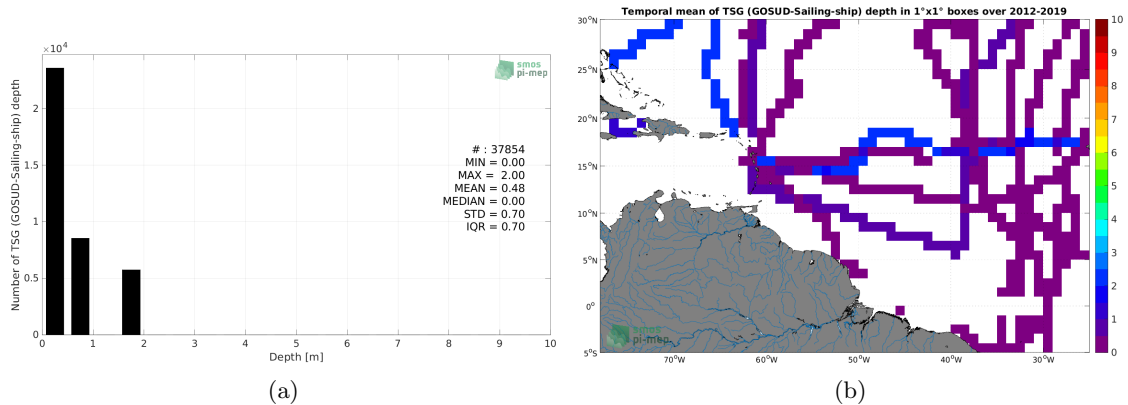 ×10⁴
2
1.5
1
0.5
0
Number of TSG (GOSUD-Sailing-ship) depth
smos
pi-mep
# : 37854
MIN = 0.00
MAX = 2.00
MEAN = 0.48
MEDIAN = 0.00
STD = 0.70
IQR = 0.70
0 1 2 3 4 5 6 7 8 9 10
Depth [m]
(a)
Temporal mean of TSG (GOSUD-Sailing-ship) depth in 1°x1° boxes over 2012-2019
30°N
25°N
20°N
15°N
10°N
5°N
0°
5°S
smos
pi-mep
70°W 60°W 50°W 40°W 30°W
10
9
8
7
6
5
4
3
2
1
0
(b)